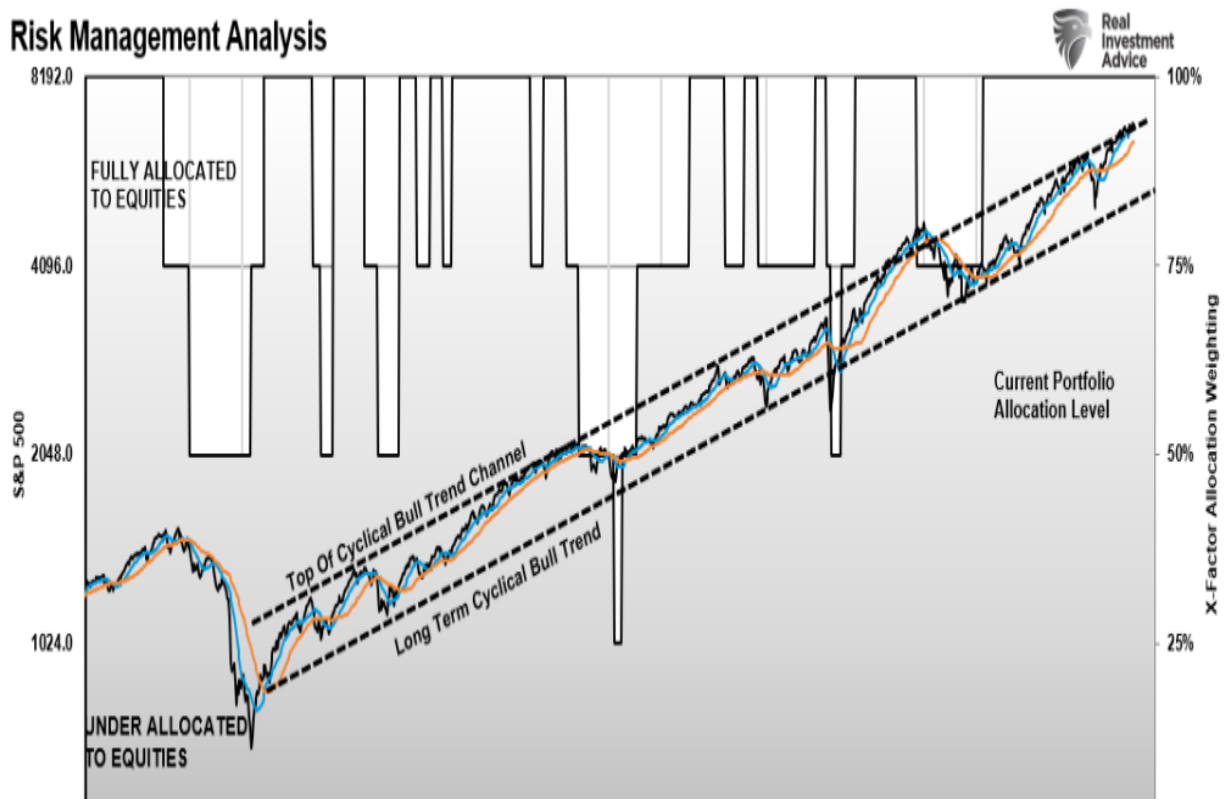 Risk Management Analysis
Real
Investment
Advice
8192.0
100%
FULLY ALLOCATED
TO EQUITIES
4096.0
75%
X-Factor Allocation Weighting
Current Portfolio
Allocation Level
S&P 500
2048.0
50%
Top Of Cyclical Bull Trend Channel
Long Term Cyclical Bull Trend
1024.0
25%
UNDER ALLOCATED
TO EQUITIES